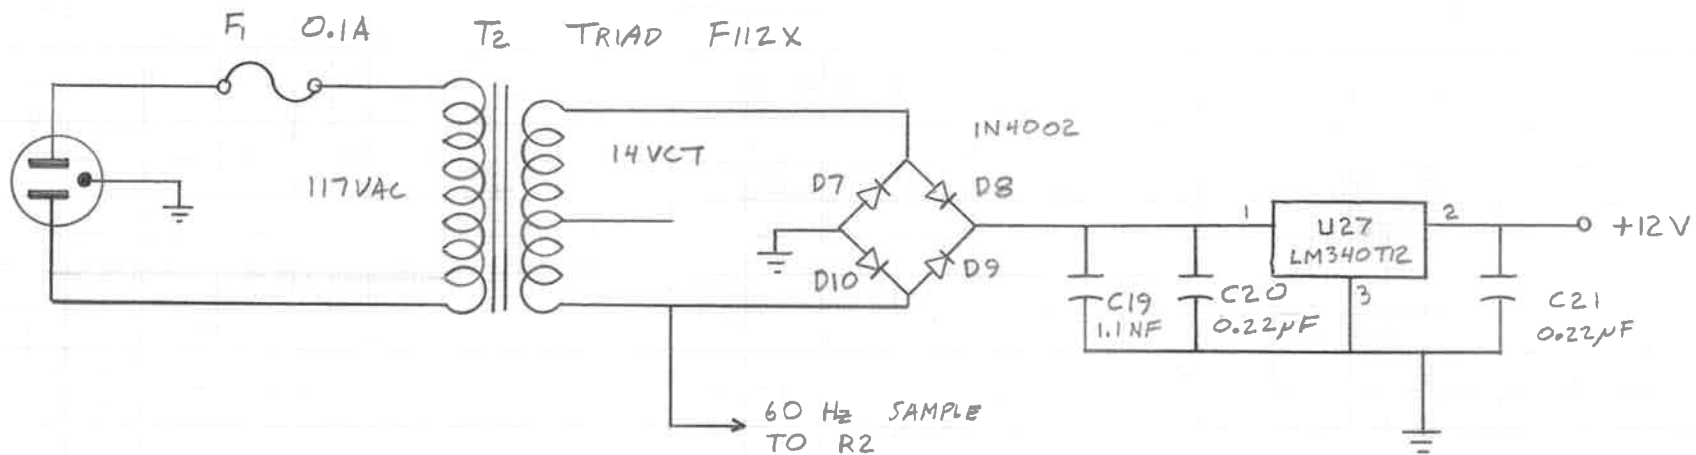 F1 0.1A T2 TRIAD F112X
1N4002
14VCT
117VAC
D7 D8
D10 D9
1 U27 2
LM340T12
3
+12V
C19
1.1NF
C20
0.22µF
C21
0.22µF
60 Hz SAMPLE
TO R2